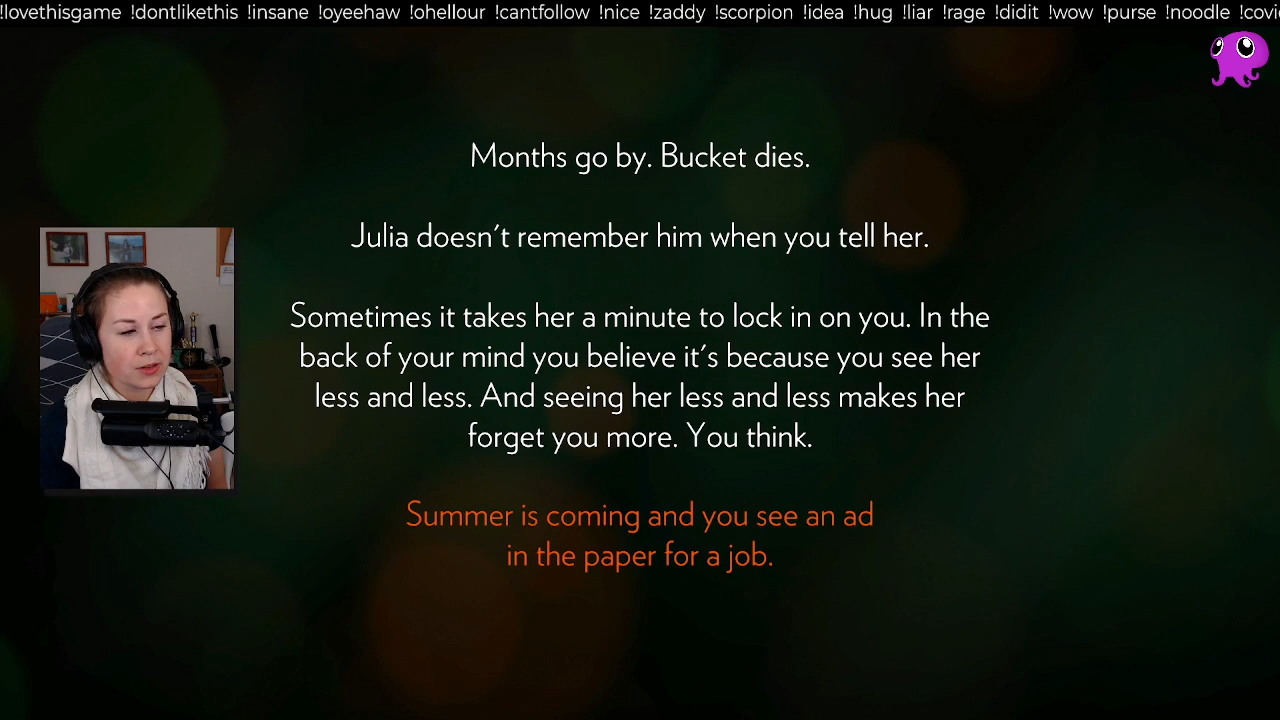 !lovethisgame !dontlikethis !insane !oyeehaw !ohellour !cantfollow !nice !zaddy !scorpion !idea !hug !liar !rage !didit !wow !purse !noodle !covi
Months go by. Bucket dies.
Julia doesn't remember him when you tell her.
Sometimes it takes her a minute to lock in on you. In the
back of your mind you believe it's because you see her
less and less. And seeing her less and less makes her
forget you more. You think.
Summer is coming and you see an ad
in the paper for a job.